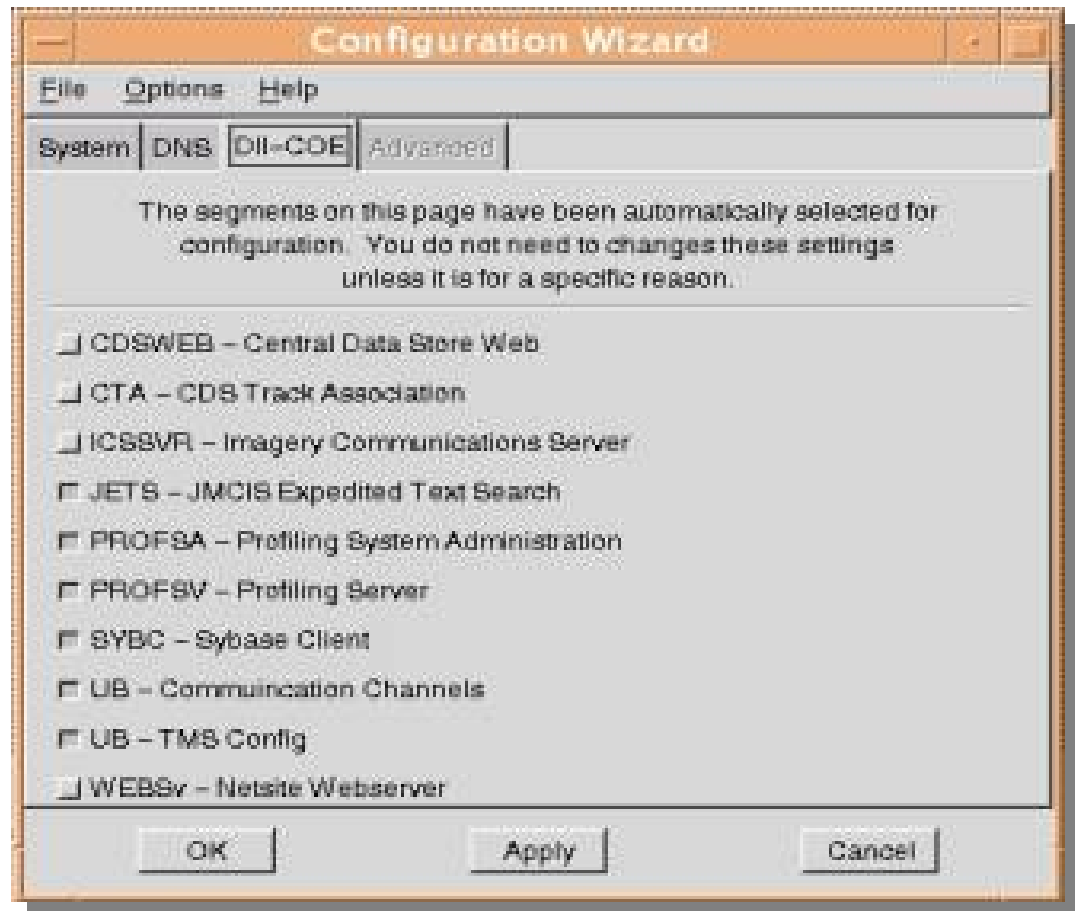 Configuration Wizard
File Options Help
System DNS DII-COE Advanced
The segments on this page have been automatically selected for
configuration. You do not need to changes these settings
unless it is for a specific reason.
CDSWEB – Central Data Store Web
CTA – CDS Track Association
ICSSVR – Imagery Communications Server
JETS – JMCIS Expedited Text Search
PROFSA – Profiling System Administration
PROFSV – Profiling Server
SYBC – Sybase Client
UB – Commuincation Channels
UB – TMS Config
WEBSv – Netsite Webserver
OK Apply Cancel